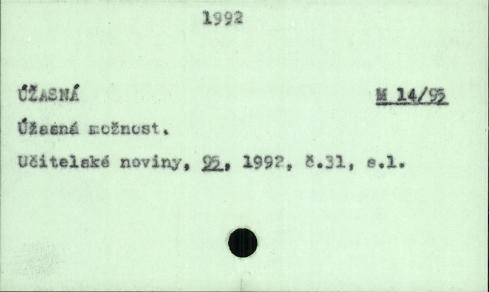 1992
ÚŽASNÁ M 14/95
Úžasná možnost.
Učitelské noviny, 95, 1992, č.31, s.1.